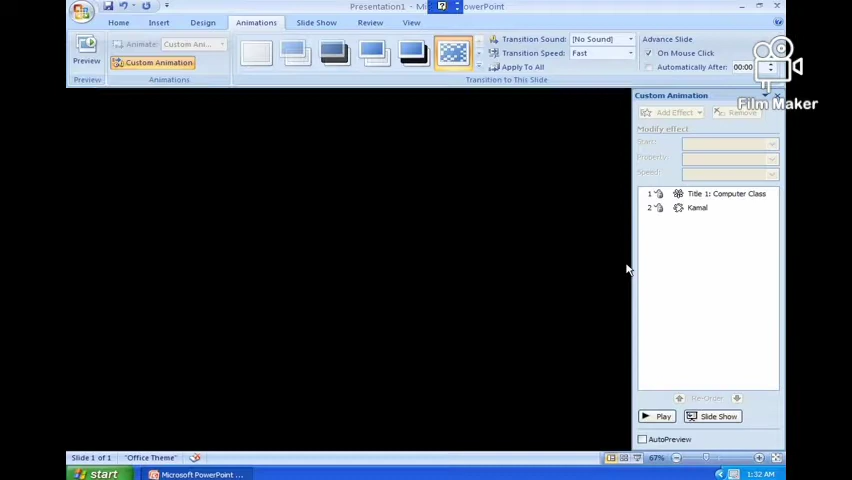 Presentation1 - Mi PowerPoint
Home Insert Design Animations Slide Show Review View
Preview
Animate: Custom Ani...
Custom Animation
Transition Sound: [No Sound]
Transition Speed: Fast
Apply To All
Advance Slide
On Mouse Click
Automatically After: 00:00
Preview Animations Transition to This Slide
Film Maker
Custom Animation
Add Effect Remove
Modify effect
Start:
Property:
Speed:
1 Title 1: Computer Class
2 Kamal
Re-Order
Play Slide Show
AutoPreview
Slide 1 of 1 "Office Theme" 67%
start Microsoft PowerPoint ... 1:32 AM